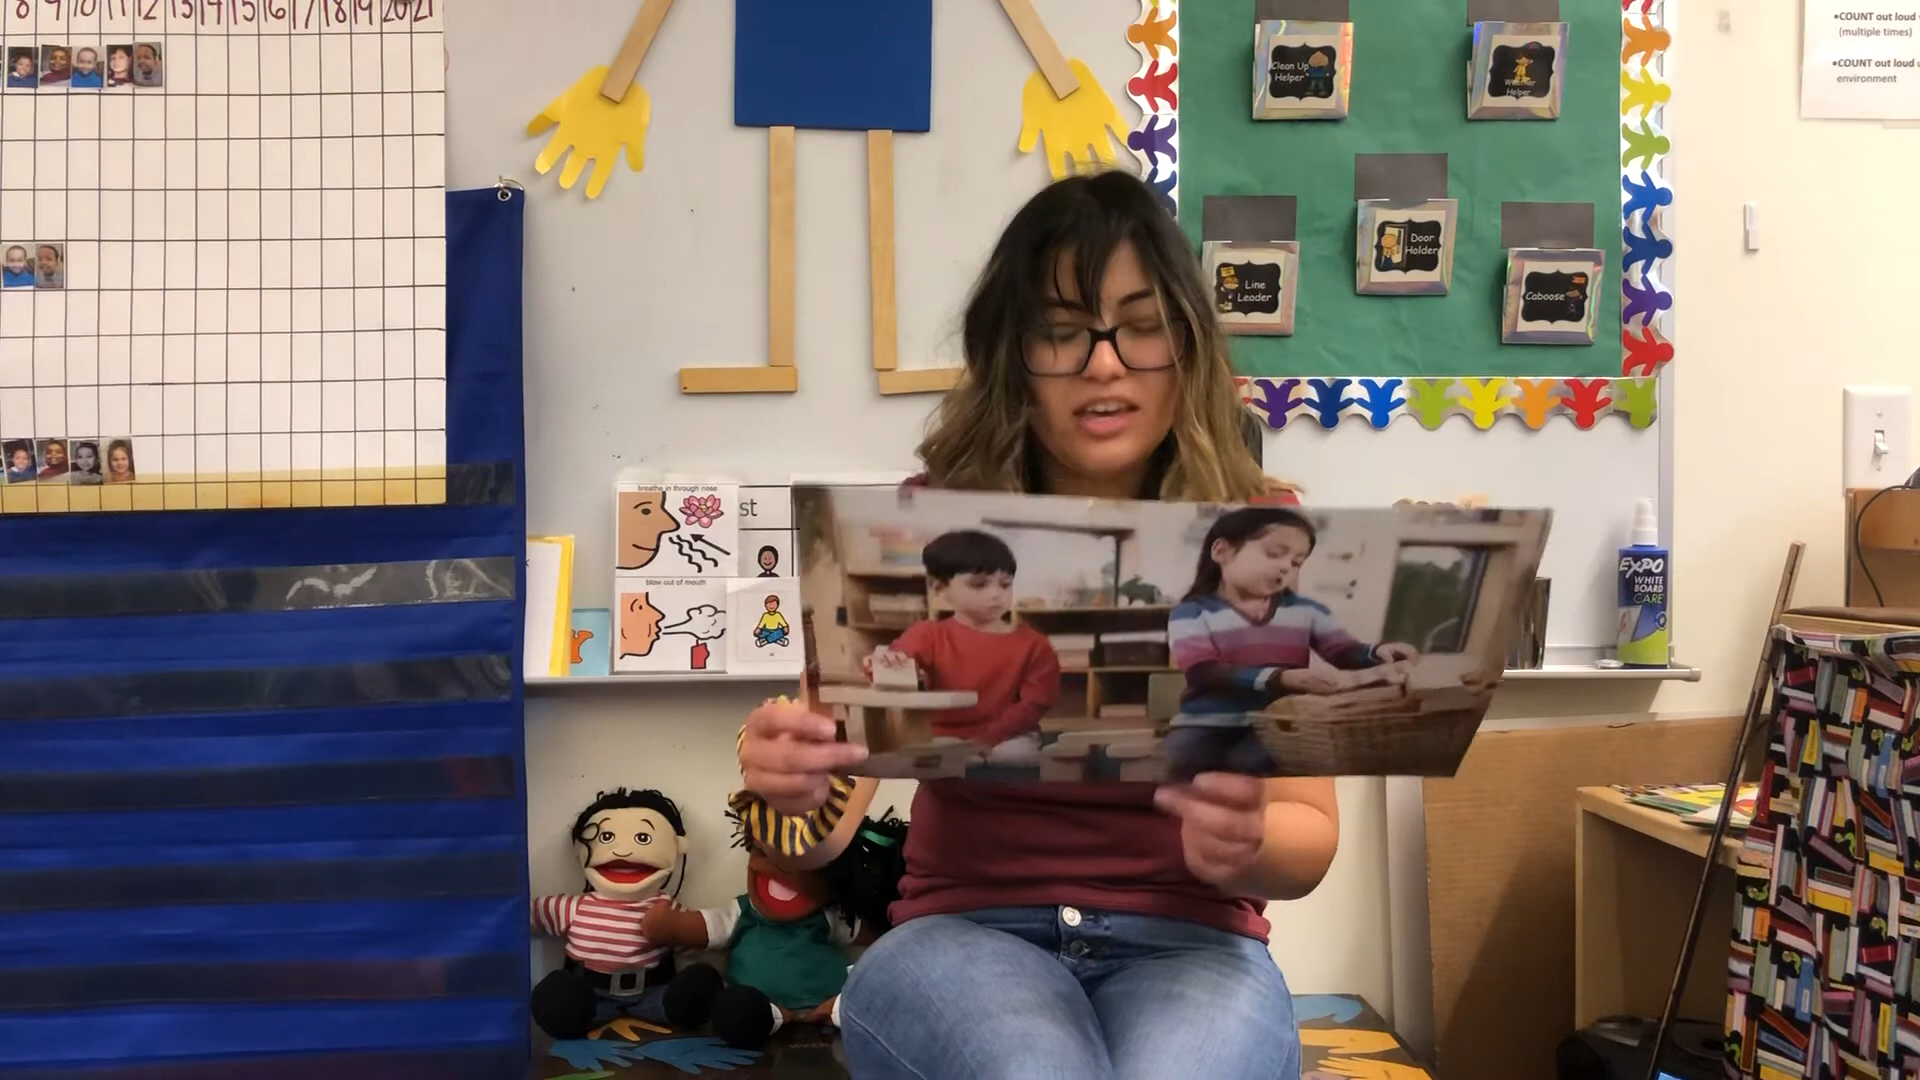 8 9 10 11 12 13 14 15 16 17 18 19 20 21
Clean Up
Helper
Weather
Helper
Door
Holder
Line
Leader
Caboose
•COUNT out loud
(multiple times)
•COUNT out loud
environment
breathe in through nose
st
blow out of mouth
EXPO
WHITE
BOARD
CARE